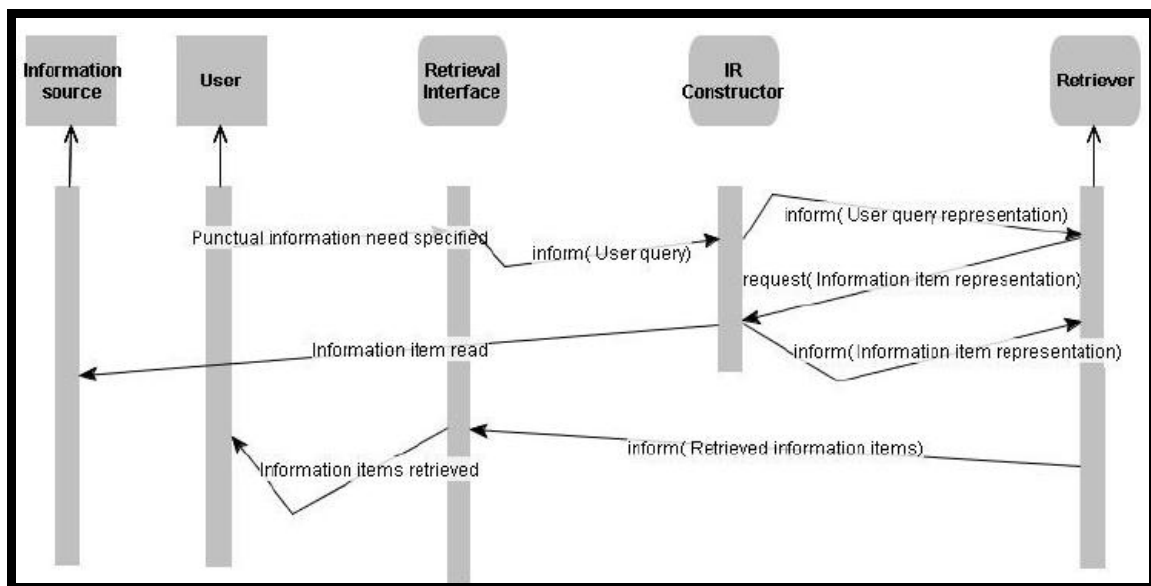 Information
source
User
Retrieval
Interface
IR
Constructor
Retriever
inform( User query representation)
Punctual information need specified
inform( User query)
request( Information item representation)
Information item read
inform( Information item representation)
inform( Retrieved information items)
Information items retrieved